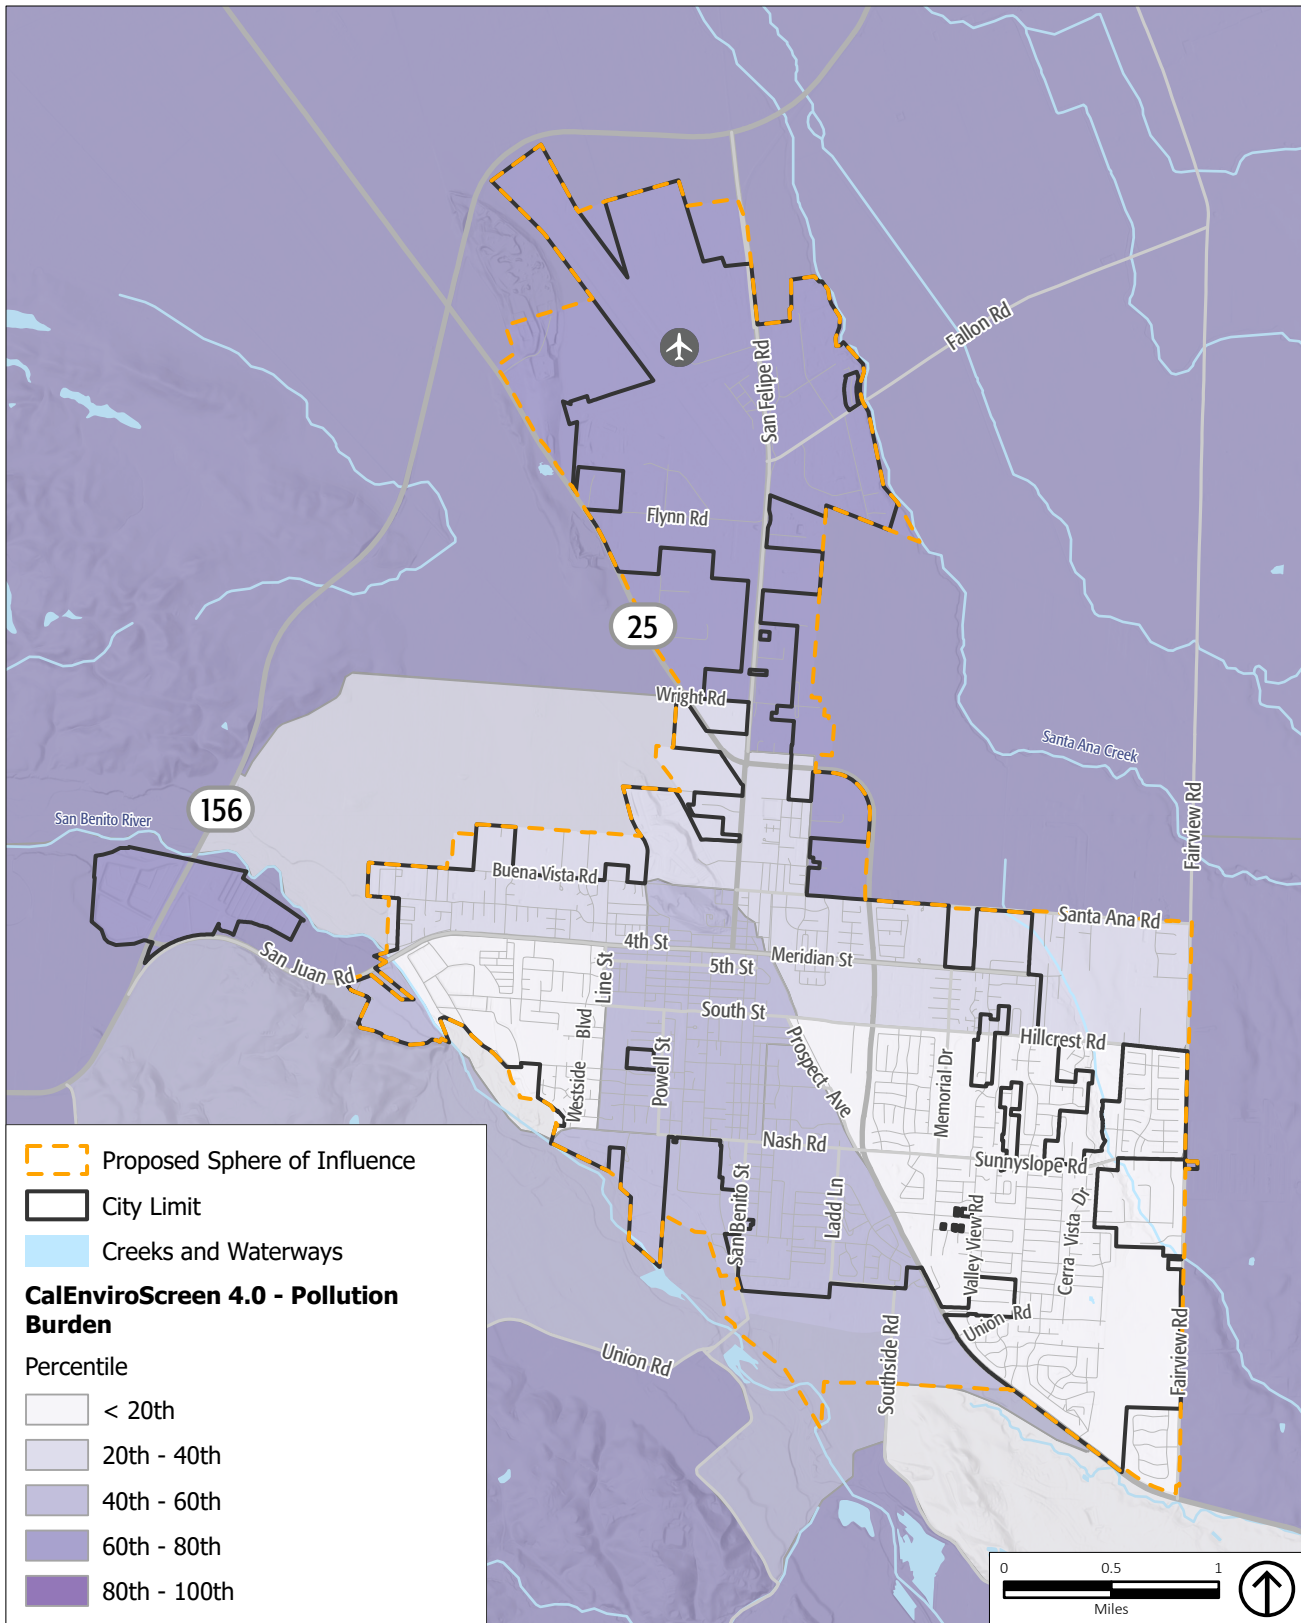 Fallon Rd
San Felipe Rd
Flynn Rd
25
Wright Rd
Santa Ana Creek
156
San Benito River
Fairview Rd
Buena Vista Rd
Santa Ana Rd
4th St
Meridian St
5th St
San Juan Rd
Line St
South St
Hillcrest Rd
Westside Blvd
Powell St
Prospect Ave
Memorial Dr
Nash Rd
Sunnyslope Rd
San Benito St
Ladd Ln
Valley View Rd
Cerra Vista Dr
Union Rd
Union Rd
Southside Rd
Fairview Rd
Proposed Sphere of Influence
City Limit
Creeks and Waterways
CalEnviroScreen 4.0 - Pollution
Burden
Percentile
< 20th
20th - 40th
40th - 60th
60th - 80th
80th - 100th
0 0.5 1
Miles